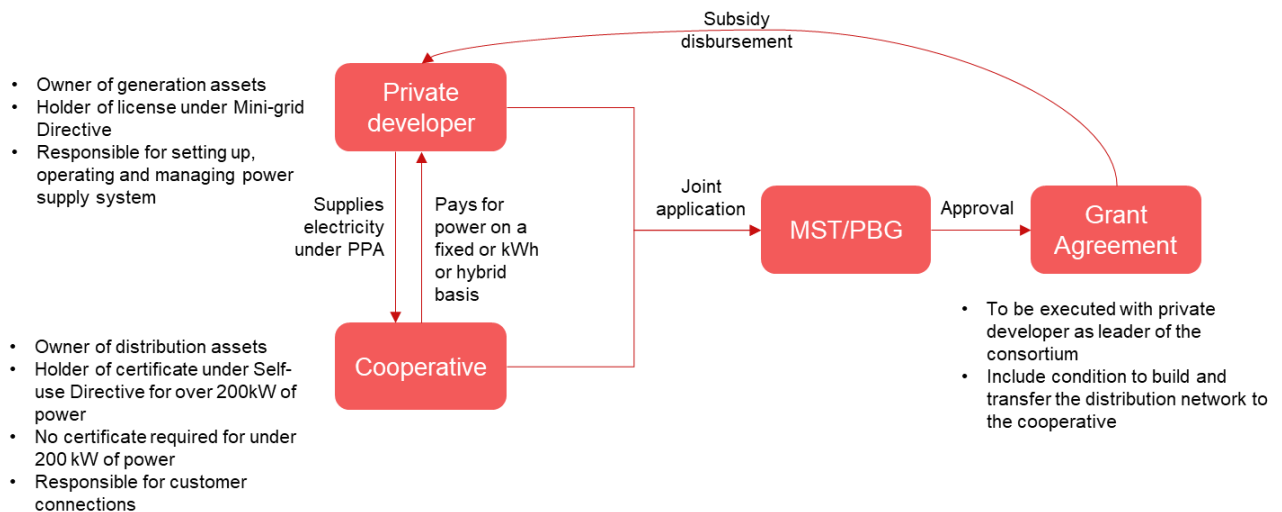 Subsidy
disbursement
• Owner of generation assets
• Holder of license under Mini-grid
Directive
• Responsible for setting up,
operating and managing power
supply system
Private
developer
Supplies
electricity
under PPA
Pays for
power on a
fixed or kWh
or hybrid
basis
Joint
application
MST/PBG
Approval
Grant
Agreement
• Owner of distribution assets
• Holder of certificate under Self-
use Directive for over 200kW of
power
• No certificate required for under
200 kW of power
• Responsible for customer
connections
Cooperative
• To be executed with private
developer as leader of the
consortium
• Include condition to build and
transfer the distribution network to
the cooperative